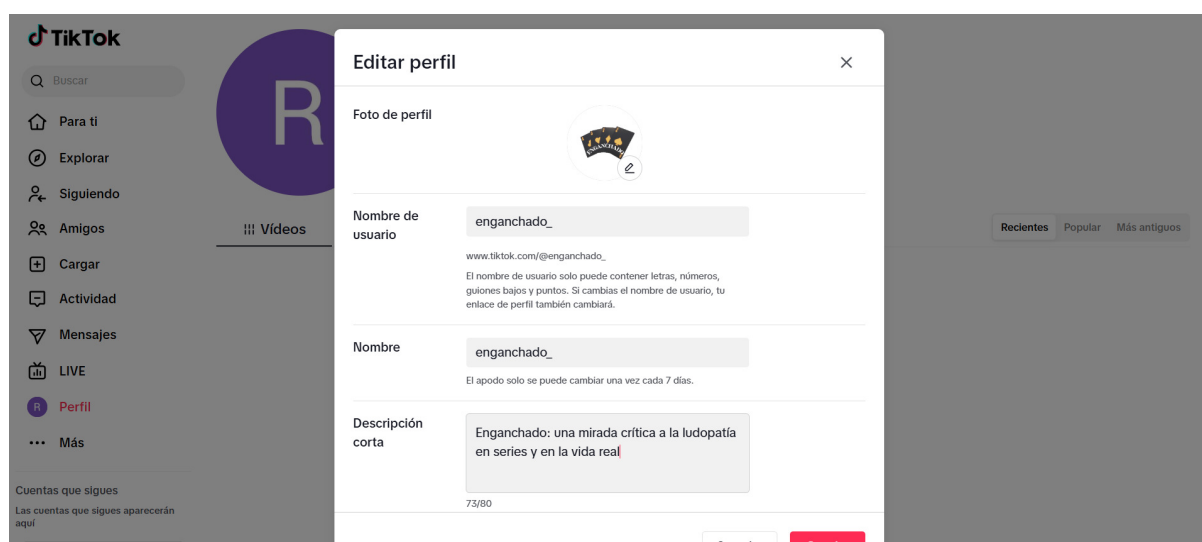 TikTok
Buscar
Para ti
Explorar
Siguiendo
Amigos
Cargar
Actividad
Mensajes
LIVE
R
Perfil
Más
Cuentas que sigues
Las cuentas que sigues aparecerán
aquí
R
Vídeos
Recientes Popular Más antiguos
Editar perfil
Foto de perfil
ENGANCHADO
Nombre de
usuario
enganchado_
www.tiktok.com/@enganchado_
El nombre de usuario solo puede contener letras, números,
guiones bajos y puntos. Si cambias el nombre de usuario, tu
enlace de perfil también cambiará.
Nombre
enganchado_
El apodo solo se puede cambiar una vez cada 7 días.
Descripción
corta
Enganchado: una mirada crítica a la ludopatía
en series y en la vida real
73/80